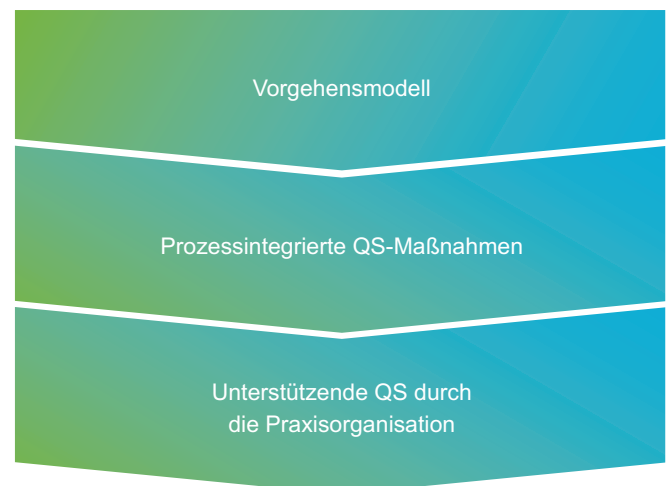 Vorgehensmodell
Prozessintegrierte QS-Maßnahmen
Unterstützende QS durch
die Praxisorganisation